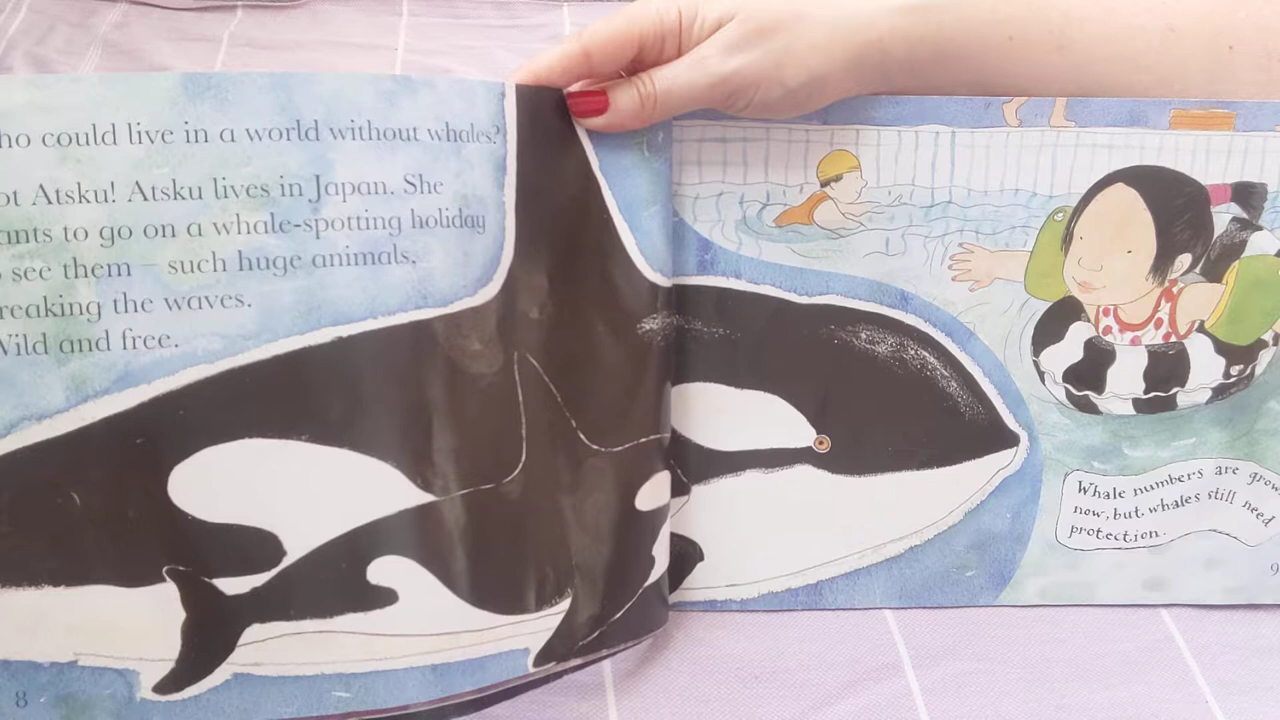 ho could live in a world without whales?
ot Atsku! Atsku lives in Japan. She
ants to go on a whale-spotting holiday
o see them – such huge animals,
reaking the waves.
Wild and free.
8
Whale numbers are grow
now, but whales still need
protection.
9